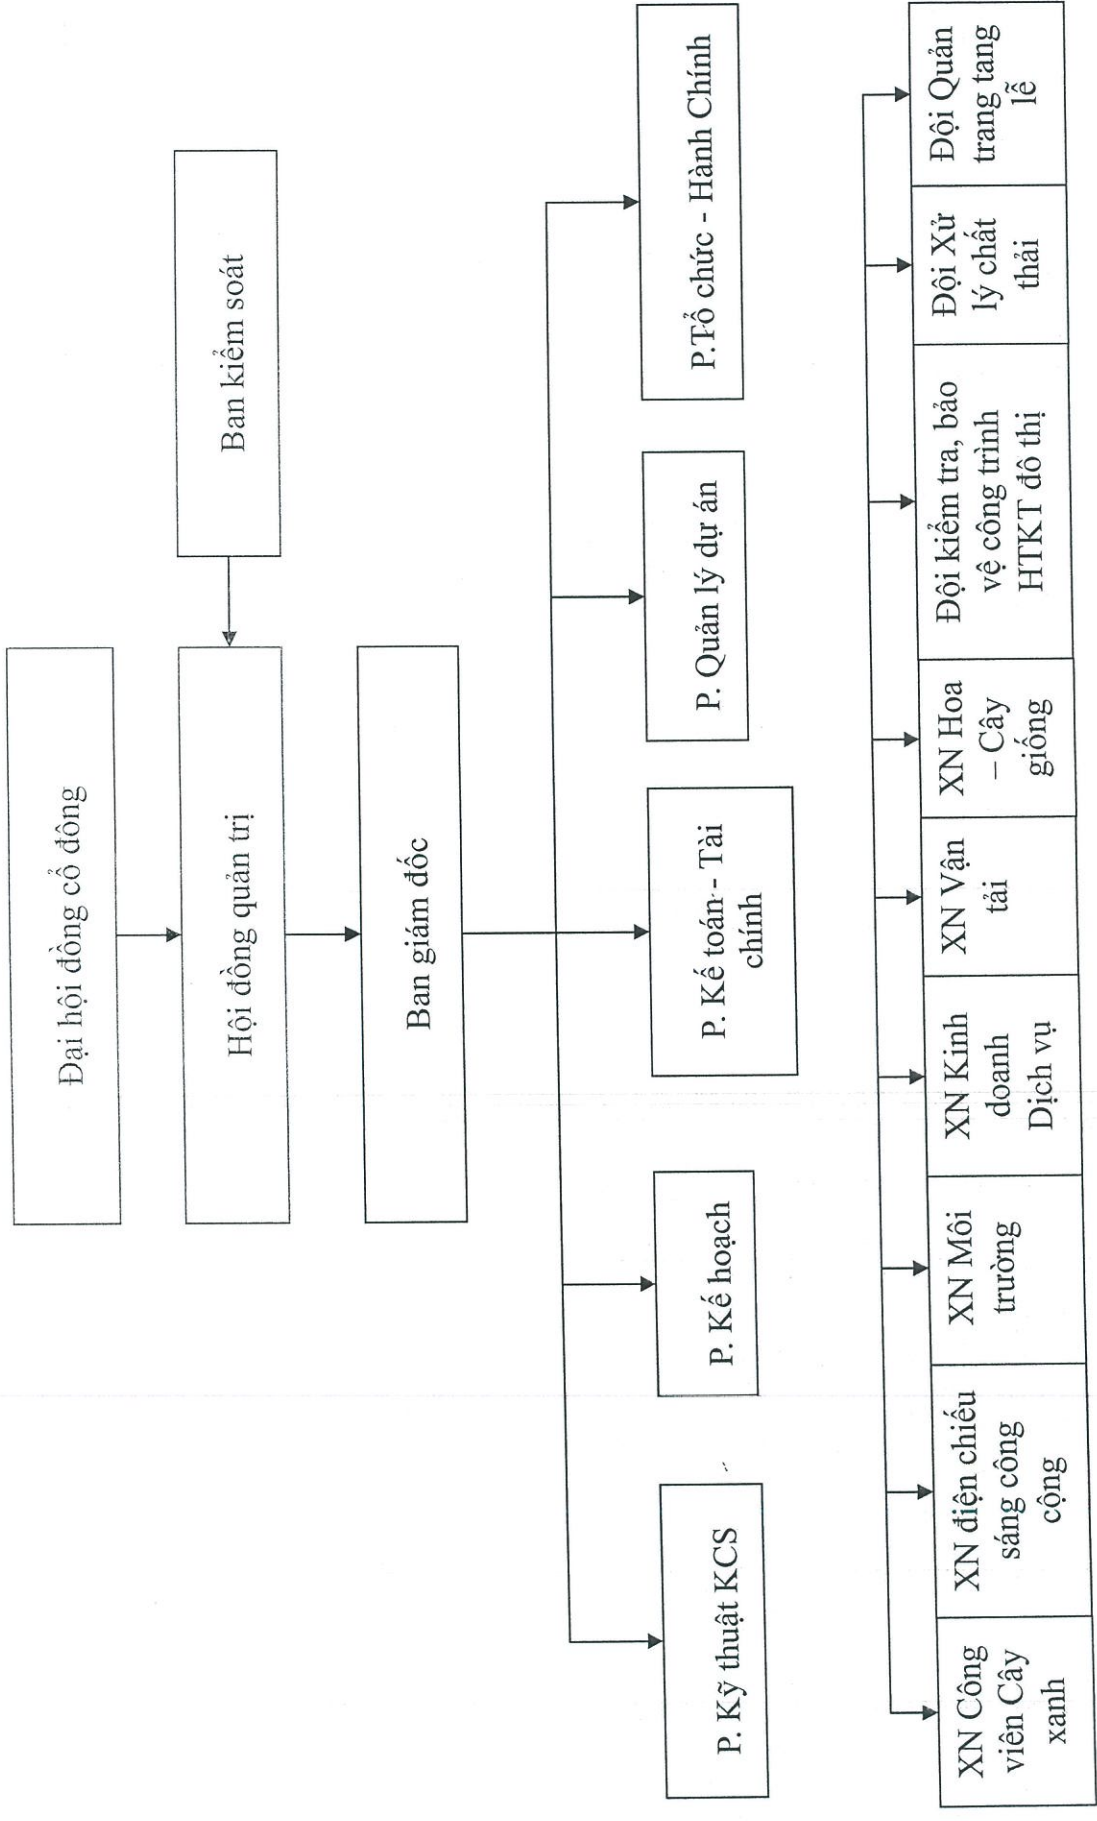 Đại hội đồng cổ đông
Ban kiểm soát
Hội đồng quản trị
Ban giám đốc
P. Kỹ thuật KCS
P. Kế hoạch
P. Kế toán - Tài
chính
P. Quản lý dự án
P.Tổ chức - Hành Chính
XN Công
viên Cây
xanh
XN điện chiếu
sáng công
cộng
XN Môi
trường
XN Kinh
doanh
Dịch vụ
XN Vận
tải
XN Hoa
– Cây
giống
Đội kiểm tra, bảo
vệ công trình
HTKT đô thị
Đội Xử
lý chất
thải
Đội Quản
trang tang
lễ